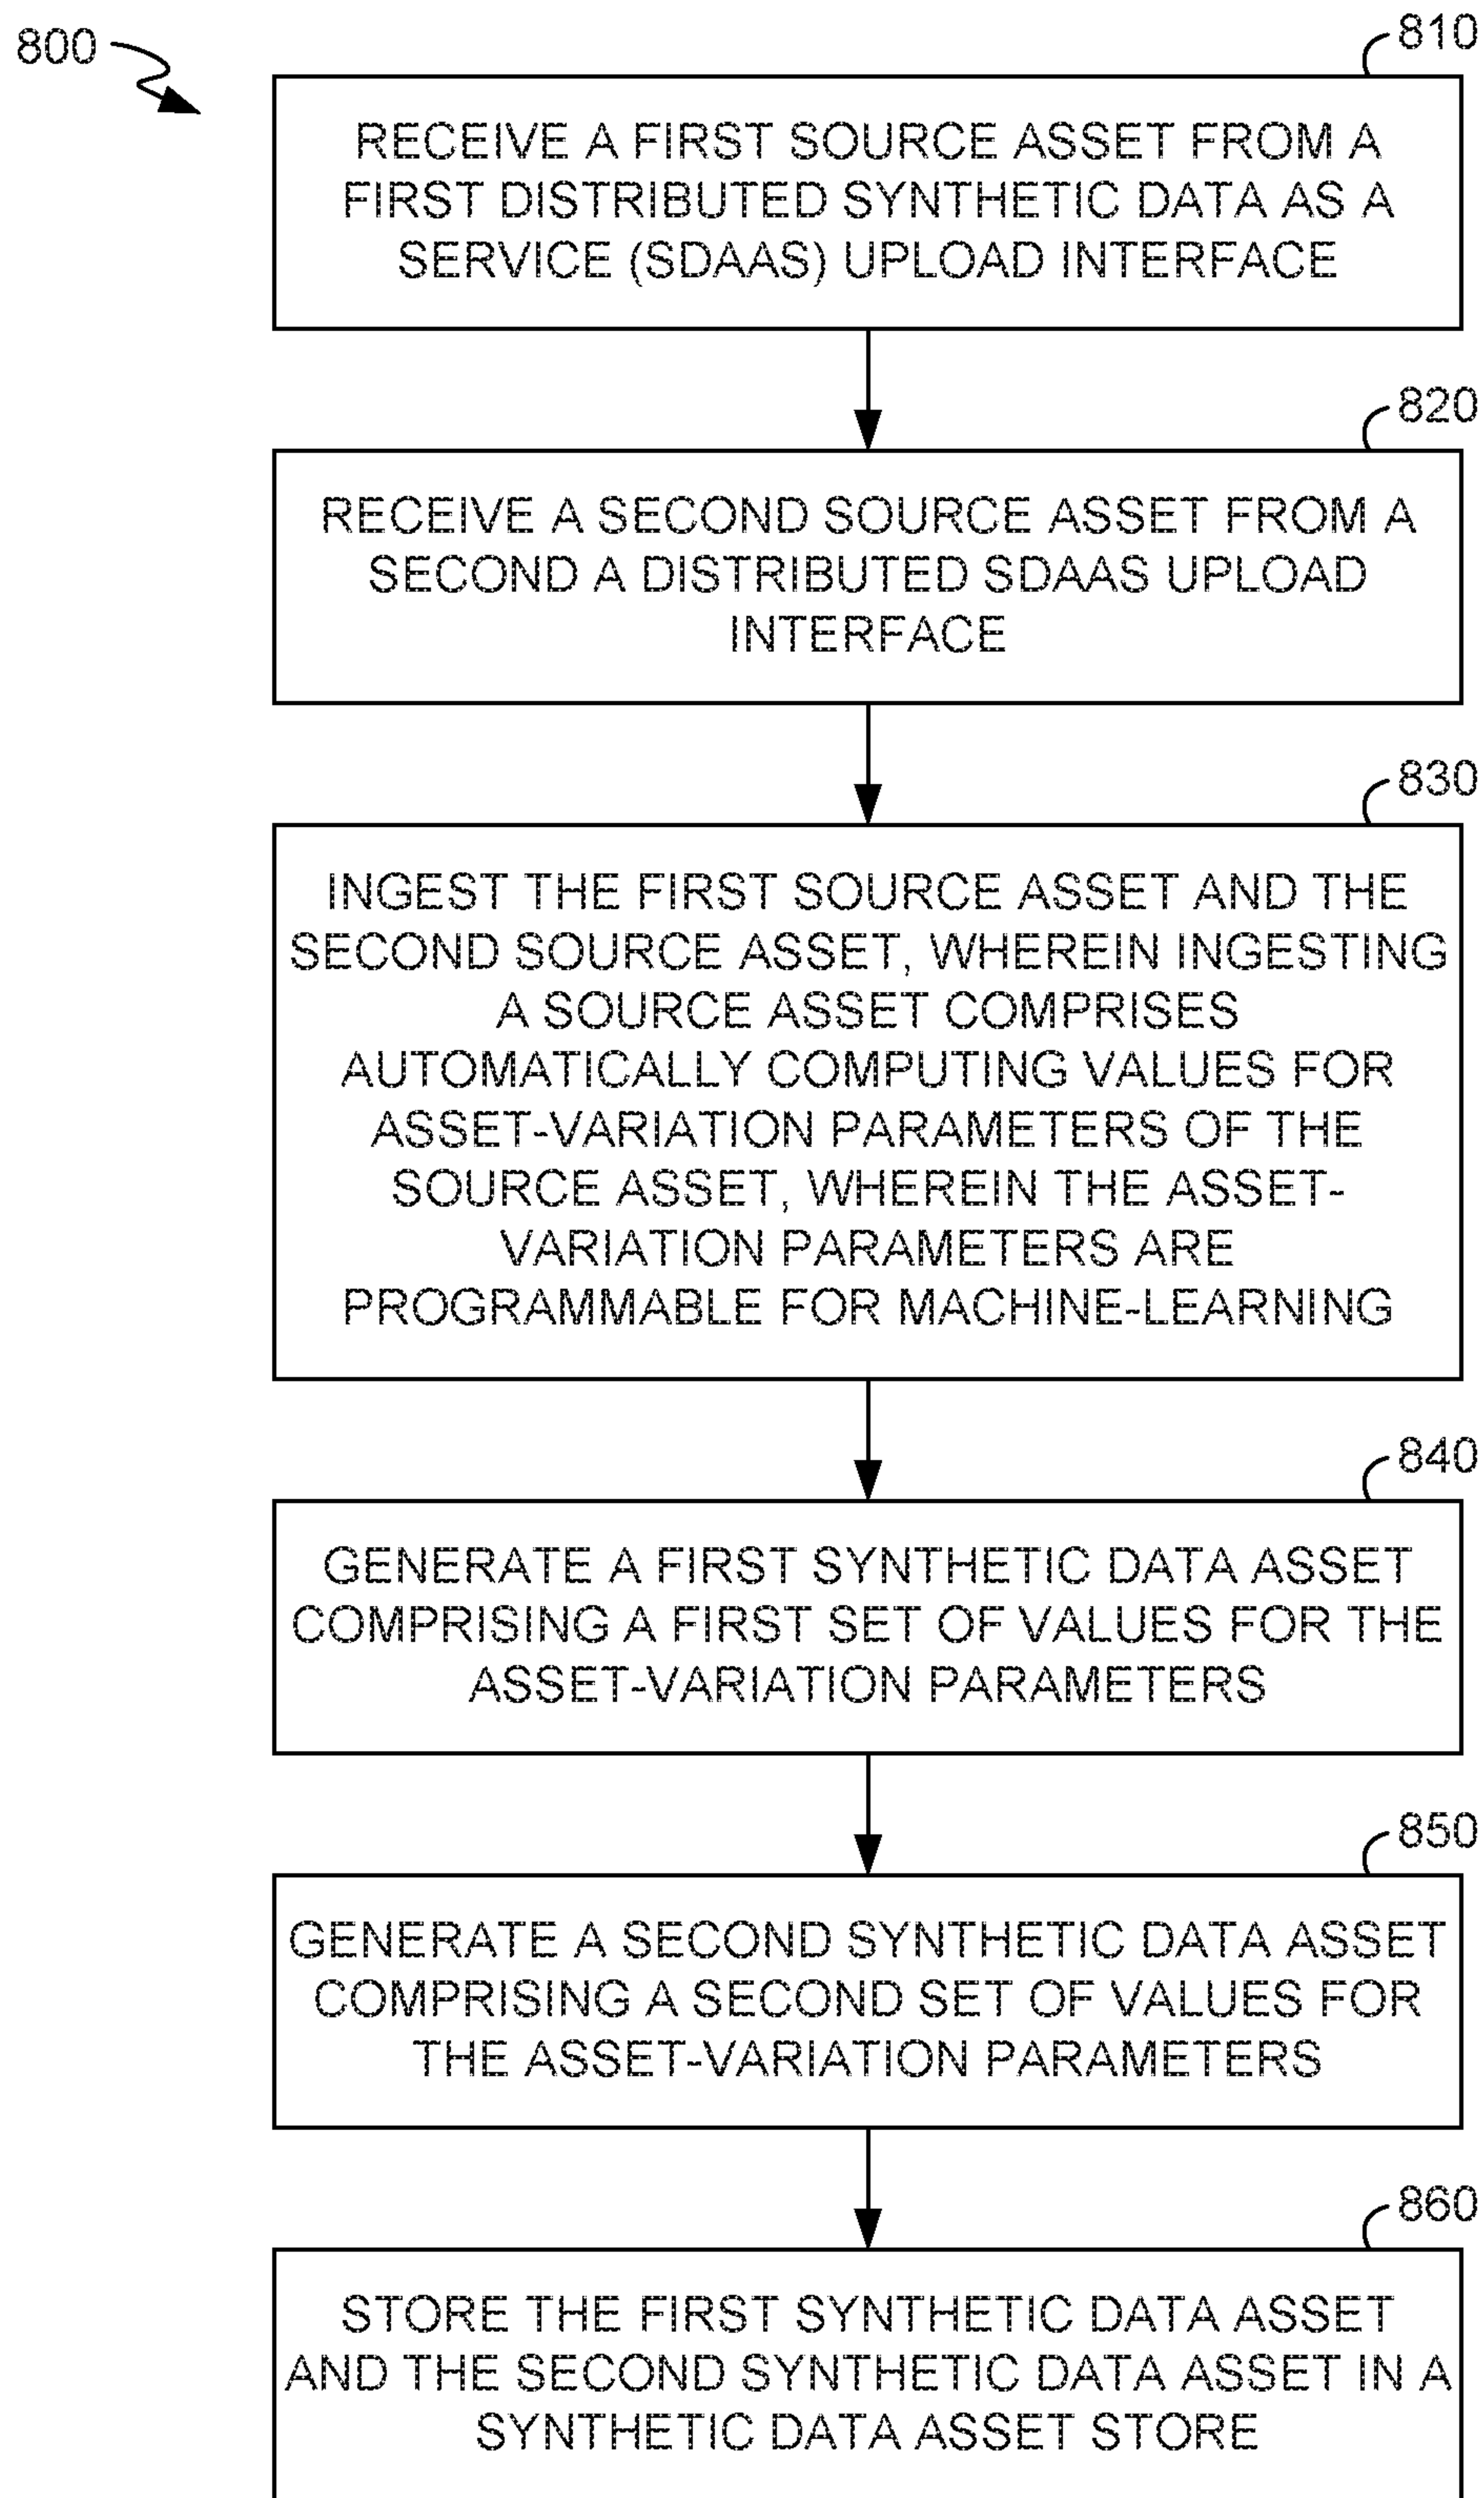 800
810
RECEIVE A FIRST SOURCE ASSET FROM A
FIRST DISTRIBUTED SYNTHETIC DATA AS A
SERVICE (SDAAS) UPLOAD INTERFACE
820
RECEIVE A SECOND SOURCE ASSET FROM A
SECOND A DISTRIBUTED SDAAS UPLOAD
INTERFACE
830
INGEST THE FIRST SOURCE ASSET AND THE
SECOND SOURCE ASSET, WHEREIN INGESTING
A SOURCE ASSET COMPRISES
AUTOMATICALLY COMPUTING VALUES FOR
ASSET-VARIATION PARAMETERS OF THE
SOURCE ASSET, WHEREIN THE ASSET-
VARIATION PARAMETERS ARE
PROGRAMMABLE FOR MACHINE-LEARNING
840
GENERATE A FIRST SYNTHETIC DATA ASSET
COMPRISING A FIRST SET OF VALUES FOR THE
ASSET-VARIATION PARAMETERS
850
GENERATE A SECOND SYNTHETIC DATA ASSET
COMPRISING A SECOND SET OF VALUES FOR
THE ASSET-VARIATION PARAMETERS
860
STORE THE FIRST SYNTHETIC DATA ASSET
AND THE SECOND SYNTHETIC DATA ASSET IN A
SYNTHETIC DATA ASSET STORE